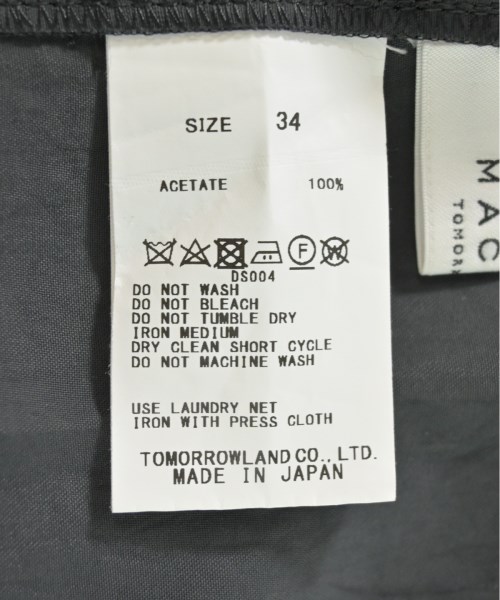 SIZE 34
ACETATE 100%
F W
DS004
DO NOT WASH
DO NOT BLEACH
DO NOT TUMBLE DRY
IRON MEDIUM
DRY CLEAN SHORT CYCLE
DO NOT MACHINE WASH
USE LAUNDRY NET
IRON WITH PRESS CLOTH
TOMORROWLAND CO., LTD.
MADE IN JAPAN
MAC
TOMOR